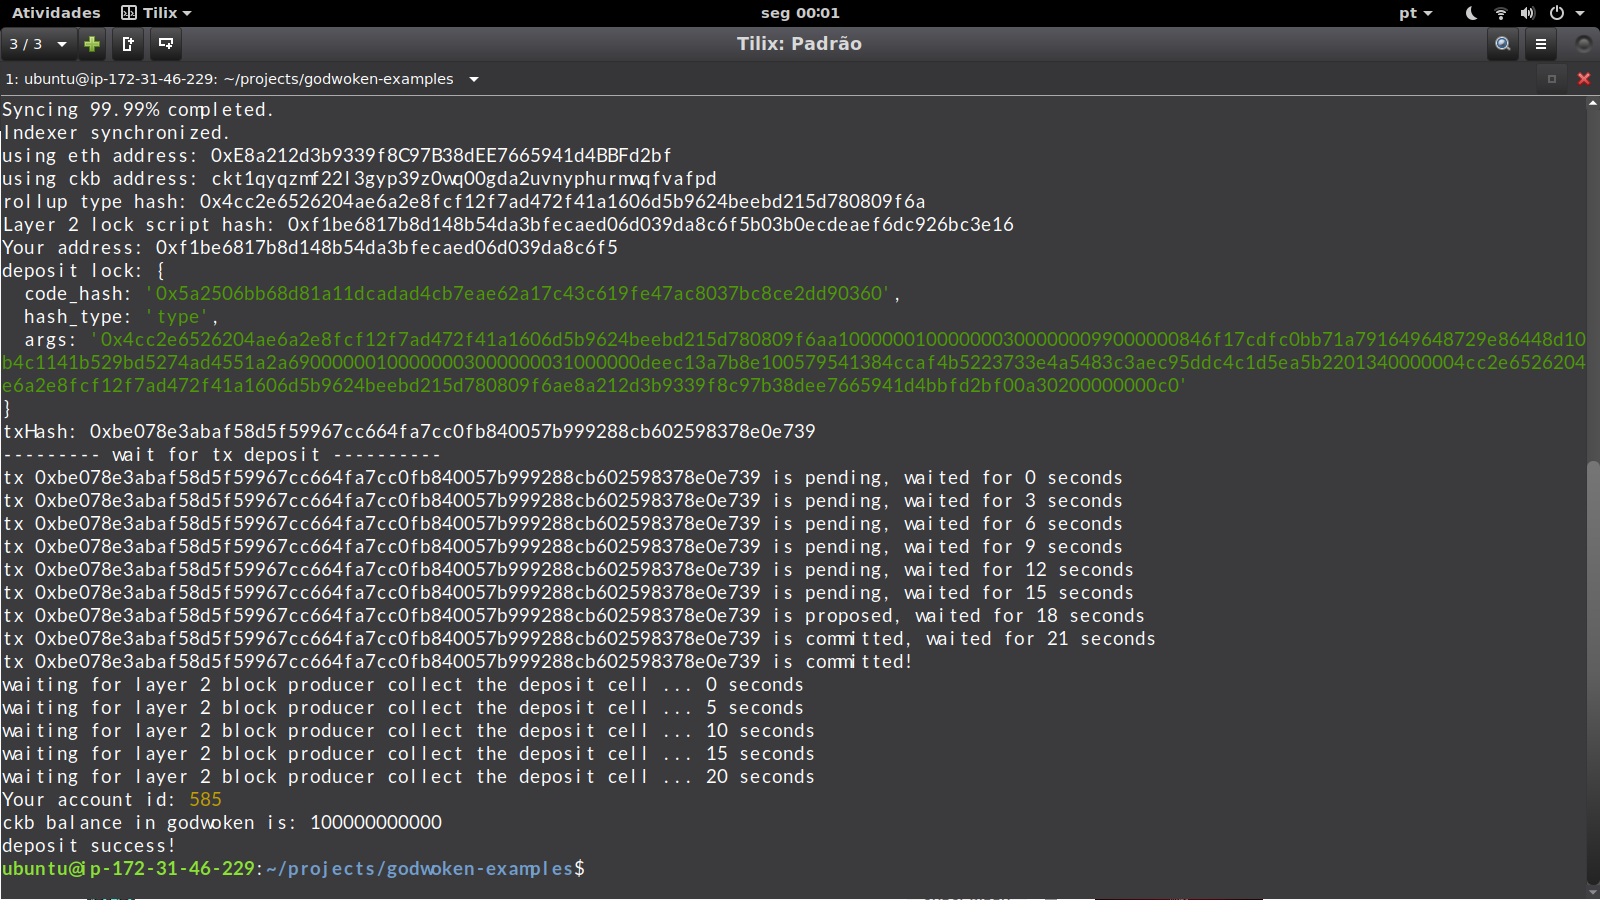 Atividades Tilix seg 00:01 pt
3 / 3 Tilix: Padrão
1: ubuntu@ip-172-31-46-229: ~/projects/godwoken-examples
Syncing 99.99% completed.
Indexer synchronized.
using eth address: 0xE8a212d3b9339f8C97B38dEE7665941d4BBFd2bf
using ckb address: ckt1qyqzmf22l3gyp39z0wq00gda2uvnyphurmwqfvafpd
rollup type hash: 0x4cc2e6526204ae6a2e8fcf12f7ad472f41a1606d5b9624beebd215d780809f6a
Layer 2 lock script hash: 0xf1be6817b8d148b54da3bfecaed06d039da8c6f5b03b0ecdeaef6dc926bc3e16
Your address: 0xf1be6817b8d148b54da3bfecaed06d039da8c6f5
deposit lock: {
code_hash: '0x5a2506bb68d81a11dcadad4cb7eae62a17c43c619fe47ac8037bc8ce2dd90360',
hash_type: 'type',
args: '0x4cc2e6526204ae6a2e8fcf12f7ad472f41a1606d5b9624beebd215d780809f6aa1000000100000003000000099000000846f17cdfc0bb71a791649648729e86448d10
b4c1141b529bd5274ad4551a2a6900000001000000030000000031000000deec13a7b8e100579541384ccaf4b5223733e4a5483c3aec95ddc4c1d5ea5b2201340000004cc2e6526204
e6a2e8fcf12f7ad472f41a1606d5b9624beebd215d780809f6ae8a212d3b9339f8c97b38dee7665941d4bbfd2bf00a30200000000c0'
}
txHash: 0xbe078e3abaf58d5f59967cc664fa7cc0fb840057b999288cb602598378e0e739
--------- wait for tx deposit ----------
tx 0xbe078e3abaf58d5f59967cc664fa7cc0fb840057b999288cb602598378e0e739 is pending, waited for 0 seconds
tx 0xbe078e3abaf58d5f59967cc664fa7cc0fb840057b999288cb602598378e0e739 is pending, waited for 3 seconds
tx 0xbe078e3abaf58d5f59967cc664fa7cc0fb840057b999288cb602598378e0e739 is pending, waited for 6 seconds
tx 0xbe078e3abaf58d5f59967cc664fa7cc0fb840057b999288cb602598378e0e739 is pending, waited for 9 seconds
tx 0xbe078e3abaf58d5f59967cc664fa7cc0fb840057b999288cb602598378e0e739 is pending, waited for 12 seconds
tx 0xbe078e3abaf58d5f59967cc664fa7cc0fb840057b999288cb602598378e0e739 is pending, waited for 15 seconds
tx 0xbe078e3abaf58d5f59967cc664fa7cc0fb840057b999288cb602598378e0e739 is proposed, waited for 18 seconds
tx 0xbe078e3abaf58d5f59967cc664fa7cc0fb840057b999288cb602598378e0e739 is committed, waited for 21 seconds
tx 0xbe078e3abaf58d5f59967cc664fa7cc0fb840057b999288cb602598378e0e739 is committed!
waiting for layer 2 block producer collect the deposit cell ... 0 seconds
waiting for layer 2 block producer collect the deposit cell ... 5 seconds
waiting for layer 2 block producer collect the deposit cell ... 10 seconds
waiting for layer 2 block producer collect the deposit cell ... 15 seconds
waiting for layer 2 block producer collect the deposit cell ... 20 seconds
Your account id: 585
ckb balance in godwoken is: 100000000000
deposit success!
ubuntu@ip-172-31-46-229:~/projects/godwoken-examples$